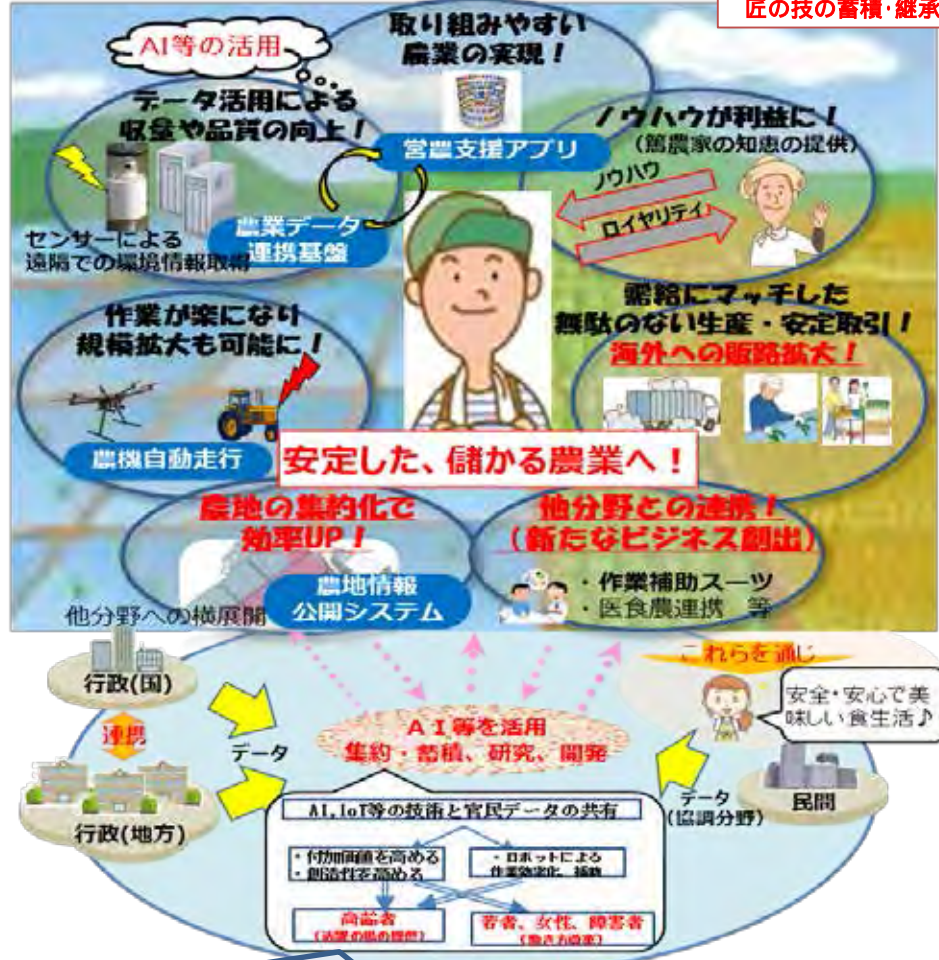 匠の技の蓄積・継承
取り組みやすい
農業の実現！
AI等の活用
データ活用による
収量や品質の向上！
営農支援アプリ
ノウハウが利益に！
（篤農家の知恵の提供）
ノウハウ
ロイヤリティ
農業データ
連携基盤
センサーによる
遠隔での環境情報取得
作業が楽になり
規模拡大も可能に！
農機自動走行
需給にマッチした
無駄のない生産・安定取引！
海外への販路拡大！
安定した、儲かる農業へ！
農地の集約化で
効率UP！
農地情報
公開システム
他分野との連携！
（新たなビジネス創出）
・作業補助スーツ
・医食農連携　等
他分野への横展開
行政(国)
連携
行政(地方)
データ
これらを通じ
安全・安心で美
味しい食生活♪
AI等を活用
集約・蓄積、研究、開発
データ
(協調分野)
民間
AI,IoT等の技術と官民データの共有
・付加価値を高める
・創造性を高める
・ロボットによる
作業効率化、補助
高齢者
(活躍の場の提供)
若者、女性、障害者
(働き方改革)